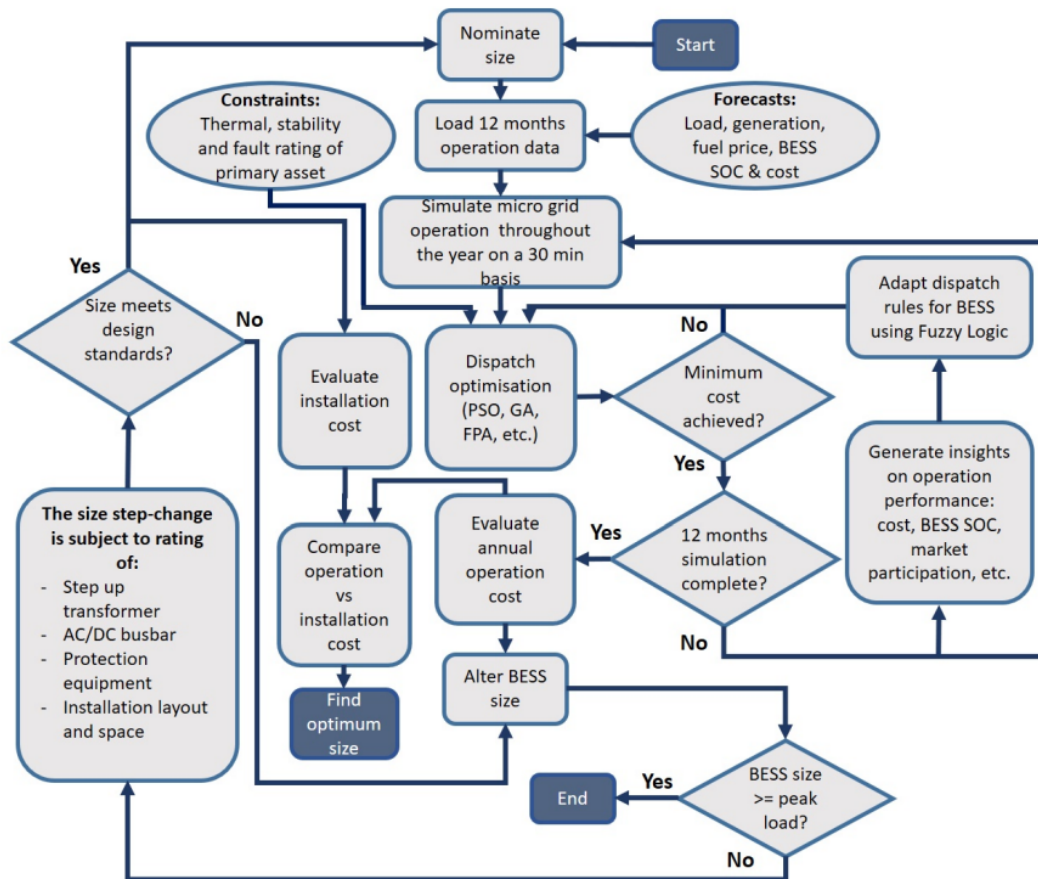 Nominate
size
Start
Constraints:
Thermal, stability
and fault rating of
primary asset
Load 12 months
operation data
Forecasts:
Load, generation,
fuel price, BESS
SOC & cost
Simulate micro grid
operation throughout
the year on a 30 min
basis
Yes
Size meets
design
standards?
No
Evaluate
installation
cost
Dispatch
optimisation
(PSO, GA,
FPA, etc.)
No
Minimum
cost
achieved?
Yes
Adapt dispatch
rules for BESS
using Fuzzy Logic
Generate insights
on operation
performance:
cost, BESS SOC,
market
participation, etc.
The size step-change
is subject to rating
of:
- Step up
transformer
- AC/DC busbar
- Protection
equipment
- Installation layout
and space
Compare
operation
vs
installation
cost
Evaluate
annual
operation
cost
Yes
12 months
simulation
complete?
No
Find
optimum
size
Alter BESS
size
End
Yes
BESS size
>= peak
load?
No